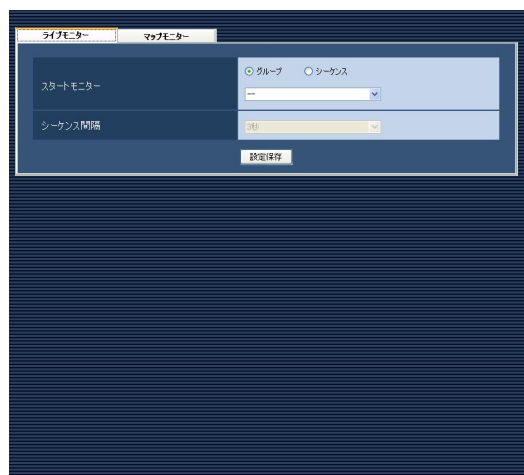 ライブモニター マップモニター
スタートモニター
グループ シーケンス
---
シーケンス間隔
3秒
設定保存